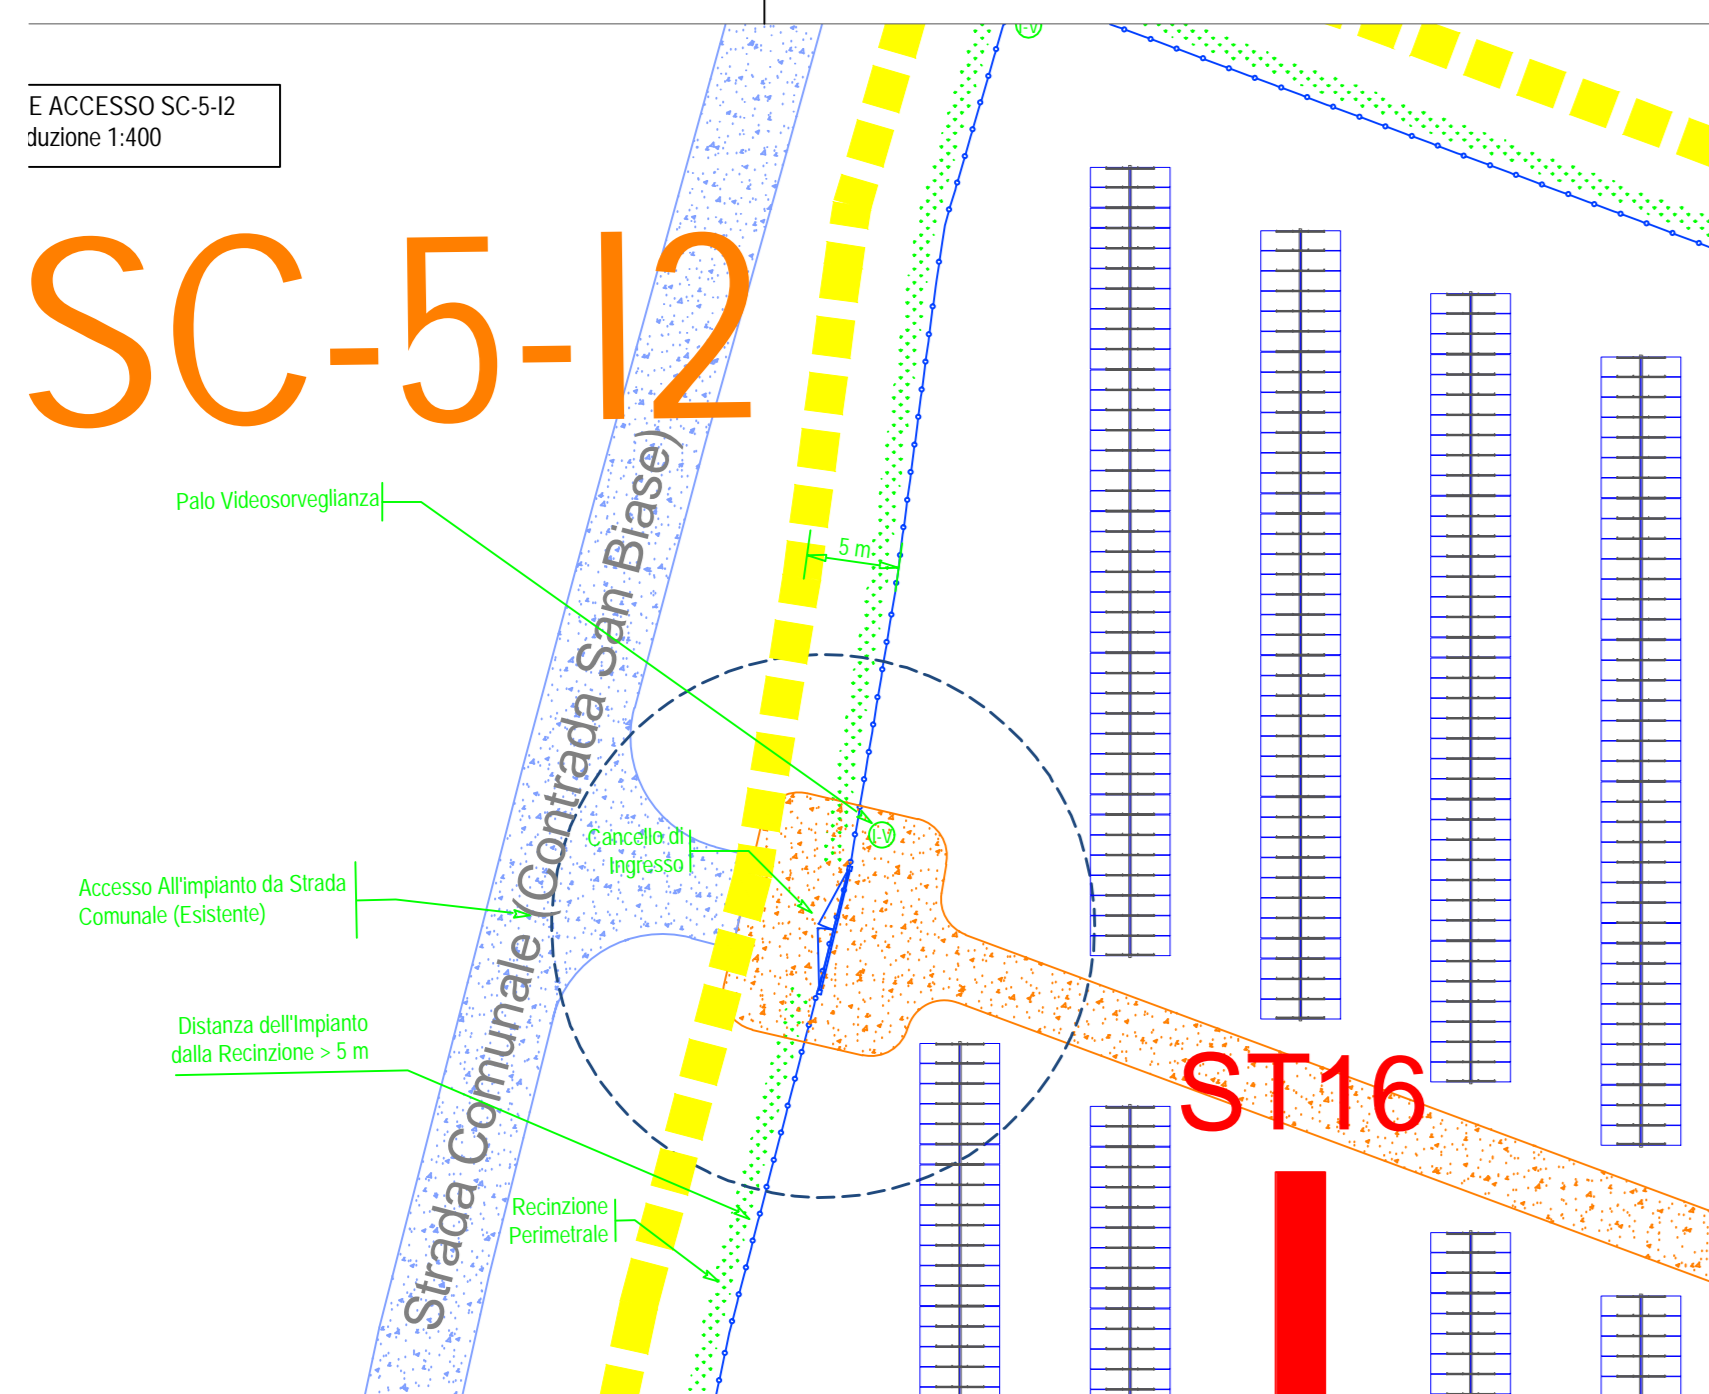 I-V
E ACCESSO SC-5-I2
duzione 1:400
SC-5-I2
Palo Videosorveglianza
5 m
Strada Comunale (Contrada San Biase)
I-V
Cancello di
Ingresso
Accesso All'impianto da Strada
Comunale (Esistente)
Distanza dell'Impianto
dalla Recinzione > 5 m
ST16
Recinzione
Perimetrale